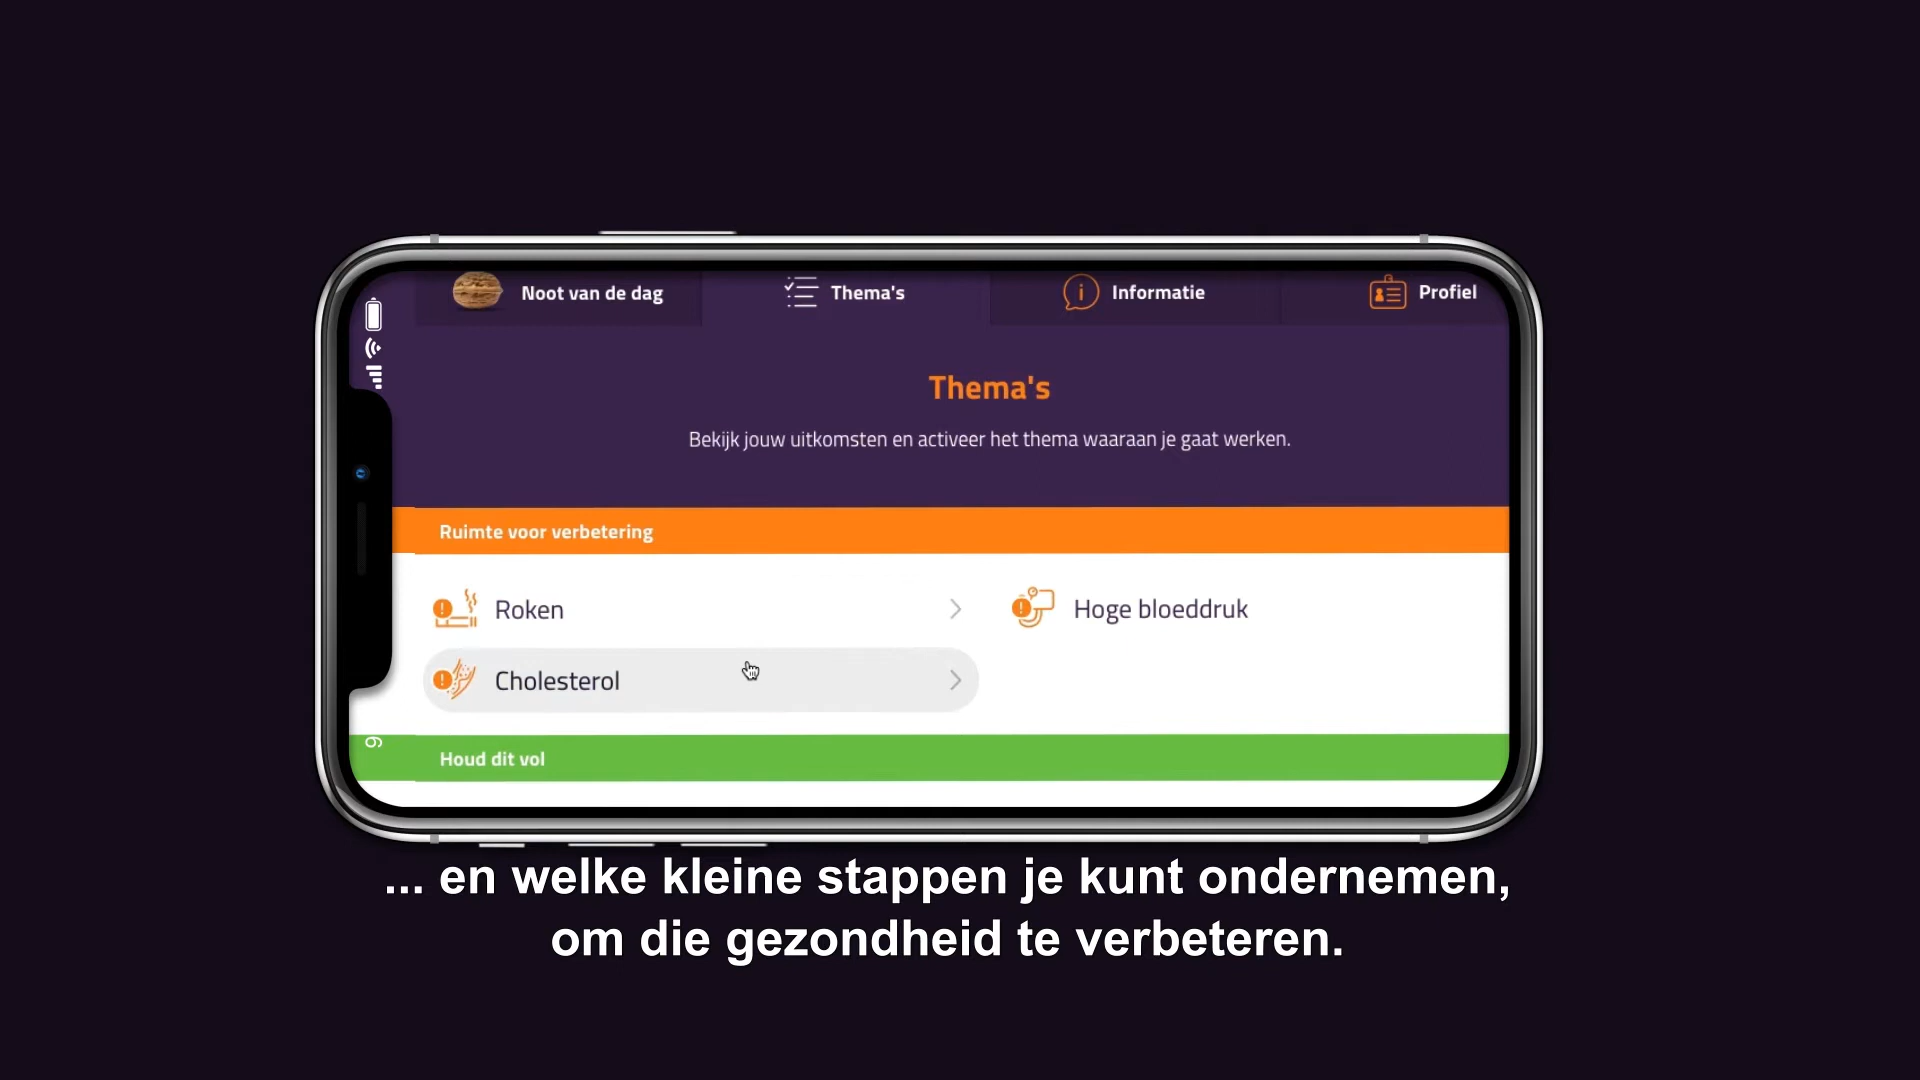 Noot van de dag
Thema's
Informatie
Profiel
Thema's
Bekijk jouw uitkomsten en activeer het thema waaraan je gaat werken.
Ruimte voor verbetering
Roken
Hoge bloeddruk
Cholesterol
Houd dit vol
... en welke kleine stappen je kunt ondernemen,
om die gezondheid te verbeteren.